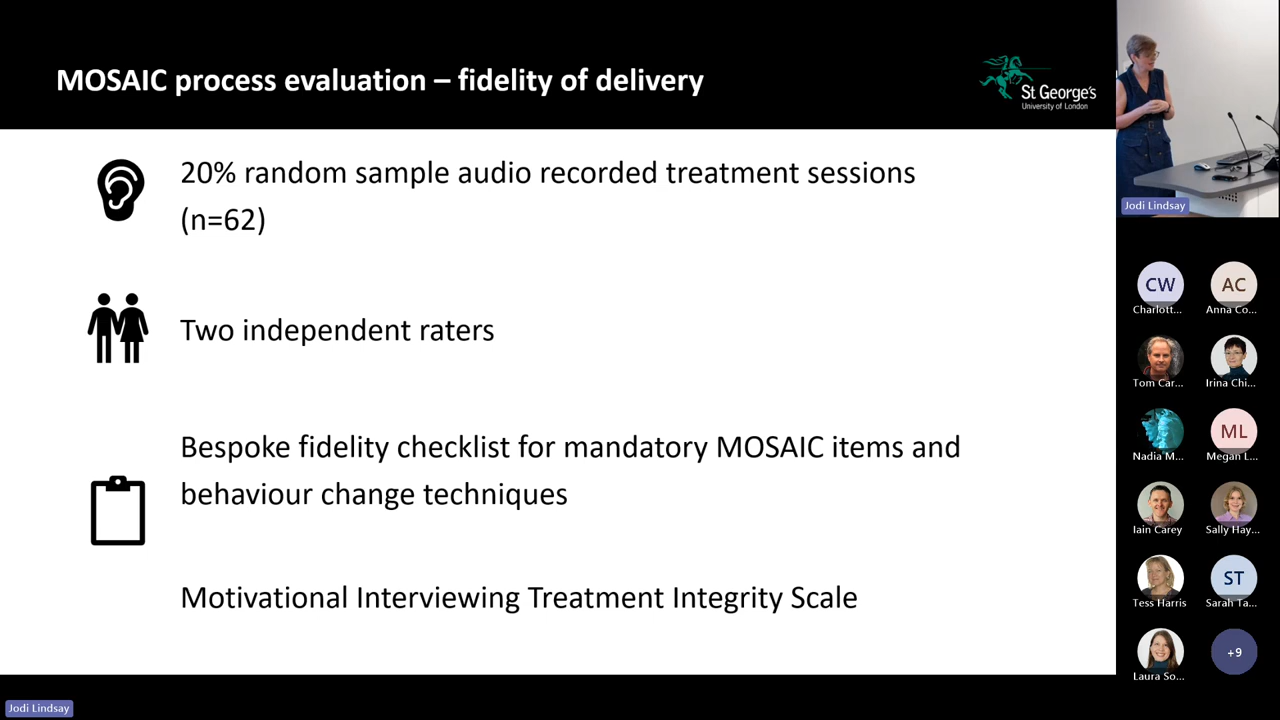 MOSAIC process evaluation – fidelity of delivery
St George's
University of London
20% random sample audio recorded treatment sessions
(n=62)
Two independent raters
Bespoke fidelity checklist for mandatory MOSAIC items and
behaviour change techniques
Motivational Interviewing Treatment Integrity Scale
Jodi Lindsay
CW
AC
Charlott...
Anna Co...
Tom Car...
Irina Chi...
ML
Nadia M...
Megan L...
Iain Carey
Sally Hay...
ST
Tess Harris
Sarah Ta...
+9
Laura So...
Jodi Lindsay